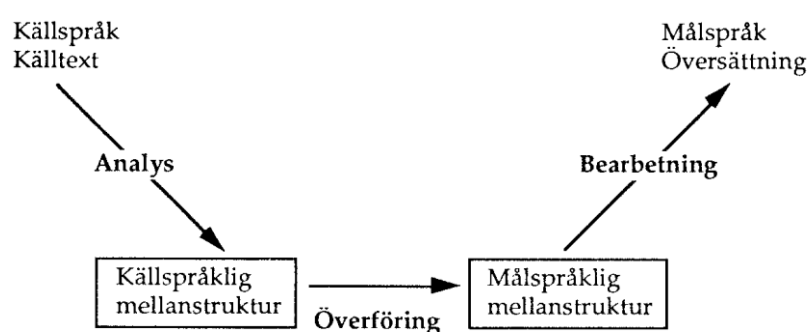 Källspråk
Källtext
Målspråk
Översättning
Analys
Bearbetning
Källspråklig
mellanstruktur
Överföring
Målspråklig
mellanstruktur